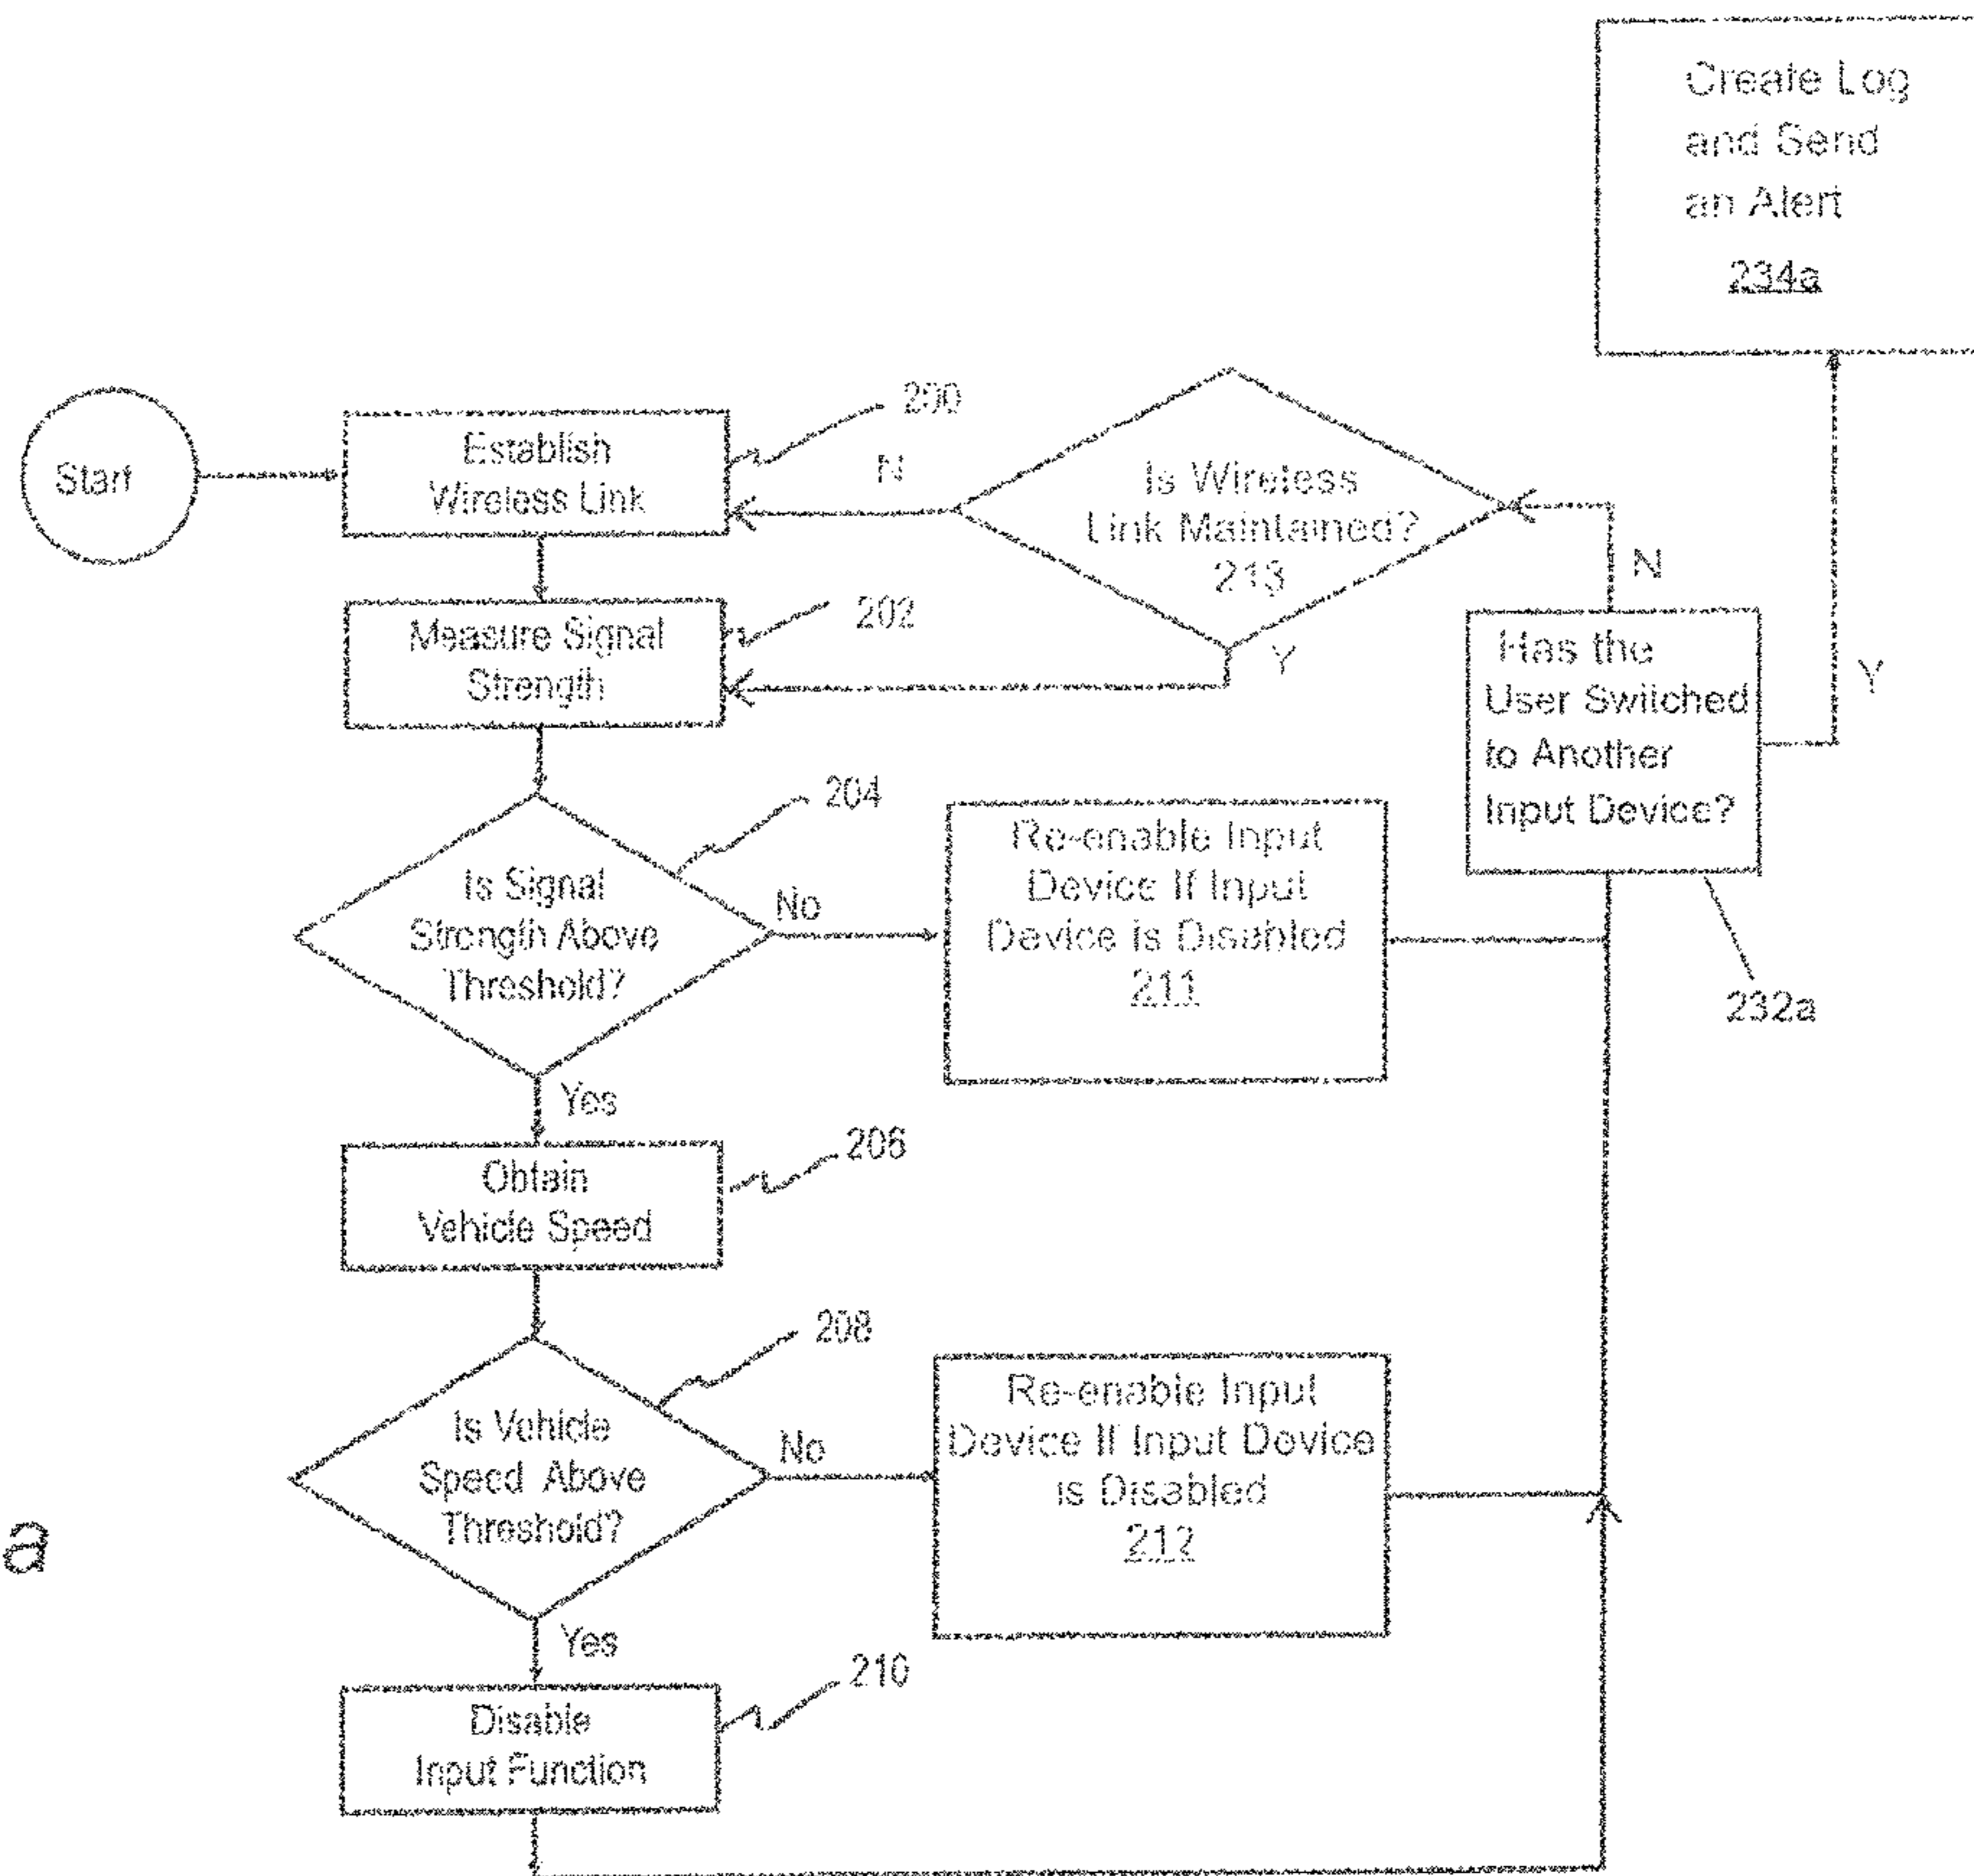 Create Log
and Send
an Alert
234a
Start
Establish
Wireless Link
200
N
Is Wireless
Link Maintained?
213
N
Measure Signal
Strength
202
Y
Has the
User Switched
to Another
Input Device?
Y
232a
204
Is Signal
Strength Above
Threshold?
No
Re-enable Input
Device If Input
Device is Disabled
211
Yes
Obtain
Vehicle Speed
206
208
Is Vehicle
Speed Above
Threshold?
No
Re-enable Input
Device If Input Device
is Disabled
212
a
Yes
Disable
Input Function
210